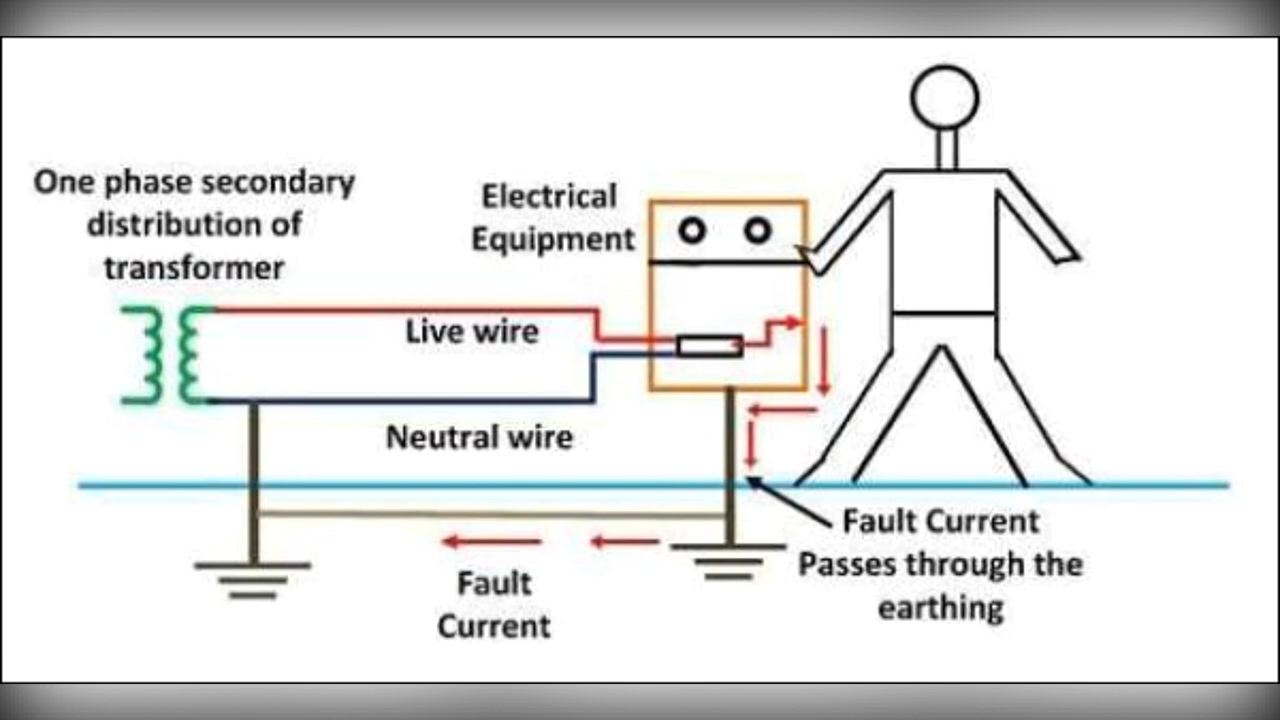 One phase secondary
distribution of
transformer
Electrical
Equipment
Live wire
Neutral wire
Fault Current
Passes through the
earthing
Fault
Current